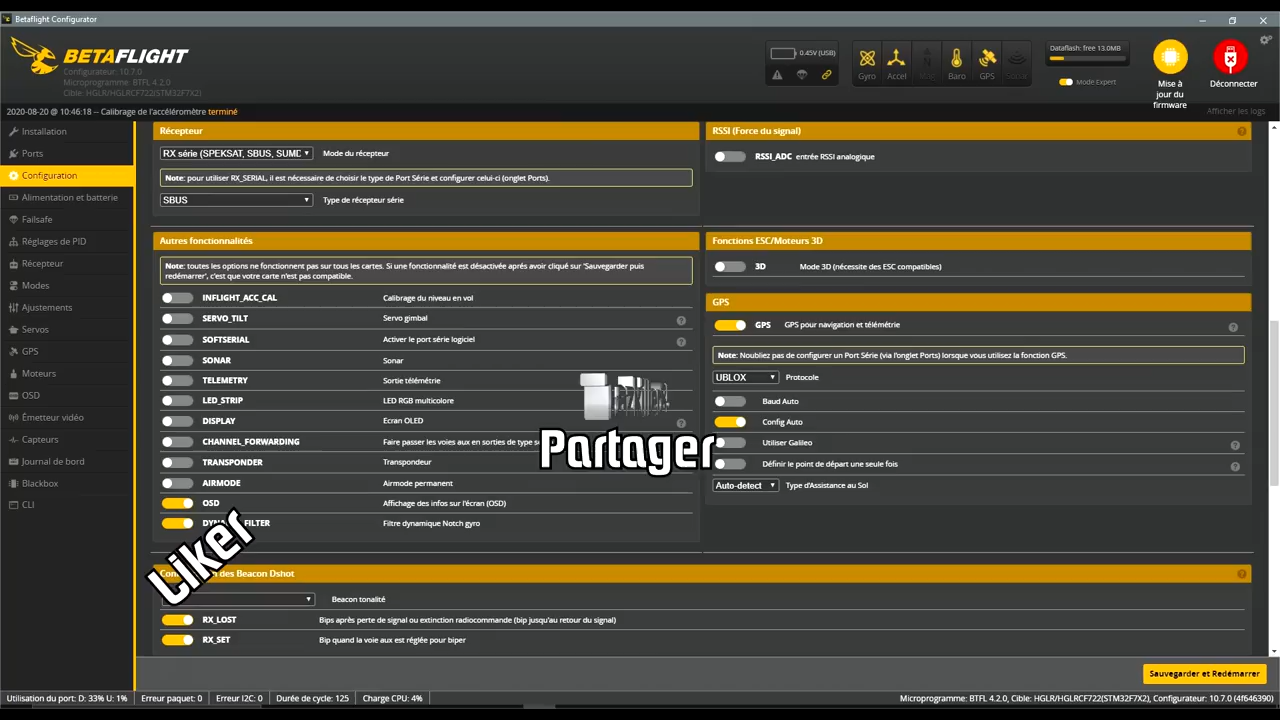 Betaflight Configurator
BETAFLIGHT
Configurateur: 10.7.0
Microprogramme: BTFL 4.2.0
Cible: HGLR/HGLRCF722(STM32F7X2)
0.45V (USB)
Gyro
Accel
Baro
GPS
Dataflash: free 13.0MB
Mode Expert
Mise à jour du firmware
Déconnecter
2020-08-20 @ 10:46:18 -- Calibrage de l'accéléromètre terminé
Afficher les logs
Installation
Ports
Configuration
Alimentation et batterie
Failsafe
Réglages de PID
Récepteur
Modes
Ajustements
Servos
GPS
Moteurs
OSD
Émetteur vidéo
Capteurs
Journal de bord
Blackbox
CLI
Récepteur
RX série (SPEKSAT, SBUS, SUMD Mode du récepteur
Note: pour utiliser RX_SERIAL, il est nécessaire de choisir le type de Port Série et configurer celui-ci (onglet Ports).
SBUS Type de récepteur série
RSSI (Force du signal)
RSSI_ADC entrée RSSI analogique
Autres fonctionnalités
Note: toutes les options ne fonctionnent pas sur tous les cartes. Si une fonctionnalité est désactivée aprés avoir cliqué sur 'Sauvegarder puis
redémarrer', c'est que votre carte n'est pas compatible.
INFLIGHT_ACC_CAL Calibrage du niveau en vol
SERVO_TILT Servo gimbal
SOFTSERIAL Activer le port série logiciel
SONAR Sonar
TELEMETRY Sortie télémétrie
LED_STRIP LED RGB multicolore
DISPLAY Ecran OLED
CHANNEL_FORWARDING Faire passer les voies aux en sorties de type se
TRANSPONDER Transpondeur
AIRMODE Airmode permanent
OSD Affichage des infos sur l'écran (OSD)
FILTER Filtre dynamique Notch gyro
Partager
Liker
Fonctions ESC/Moteurs 3D
3D Mode 3D (nécessite des ESC compatibles)
GPS
GPS GPS pour navigation et télémétrie
Note: Noubliez pas de configurer un Port Série (via l'onglet Ports) lorsque vous utilisez la fonction GPS.
UBLOX Protocole
Baud Auto
Config Auto
Utiliser Galileo
Définir le point de départ une seule fois
Auto-detect Type d'Assistance au Sol
des Beacon Dshot
Beacon tonalité
RX_LOST Bips après perte de signal ou extinction radiocommande (bip jusqu'au retour du signal)
RX_SET Bip quand la voie aux est réglée pour biper
Sauvegarder et Redémarrer
Utilisation du port: D: 33% U: 1% Erreur paquet: 0 Erreur I2C: 0 Durée de cycle: 125 Charge CPU: 4%
Microprogramme: BTFL 4.2.0, Cible: HGLR/HGLRCF722(STM32F7X2), Configurateur: 10.7.0 (4f646390)